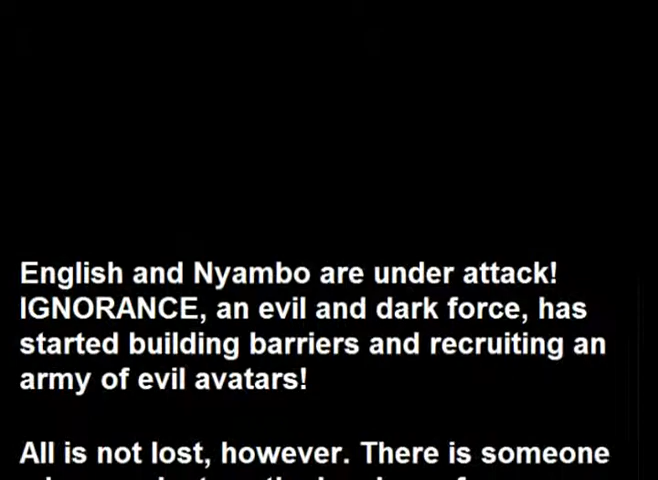 English and Nyambo are under attack!
IGNORANCE, an evil and dark force, has
started building barriers and recruiting an
army of evil avatars!
All is not lost, however. There is someone